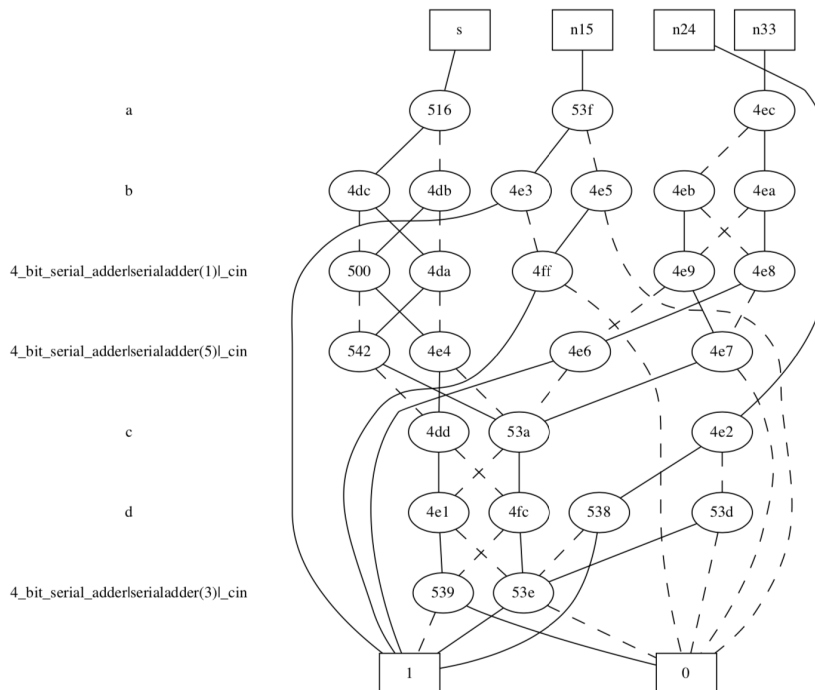 s n15 n24 n33
a 516 53f 4ec
b 4dc 4db 4e3 4e5 4eb 4ea
4_bit_serial_adder|serialadder(1)|_cin 500 4da 4ff 4e9 4e8
4_bit_serial_adder|serialadder(5)|_cin 542 4e4 4e6 4e7
c 4dd 53a 4e2
d 4e1 4fc 538 53d
4_bit_serial_adder|serialadder(3)|_cin 539 53e
1 0